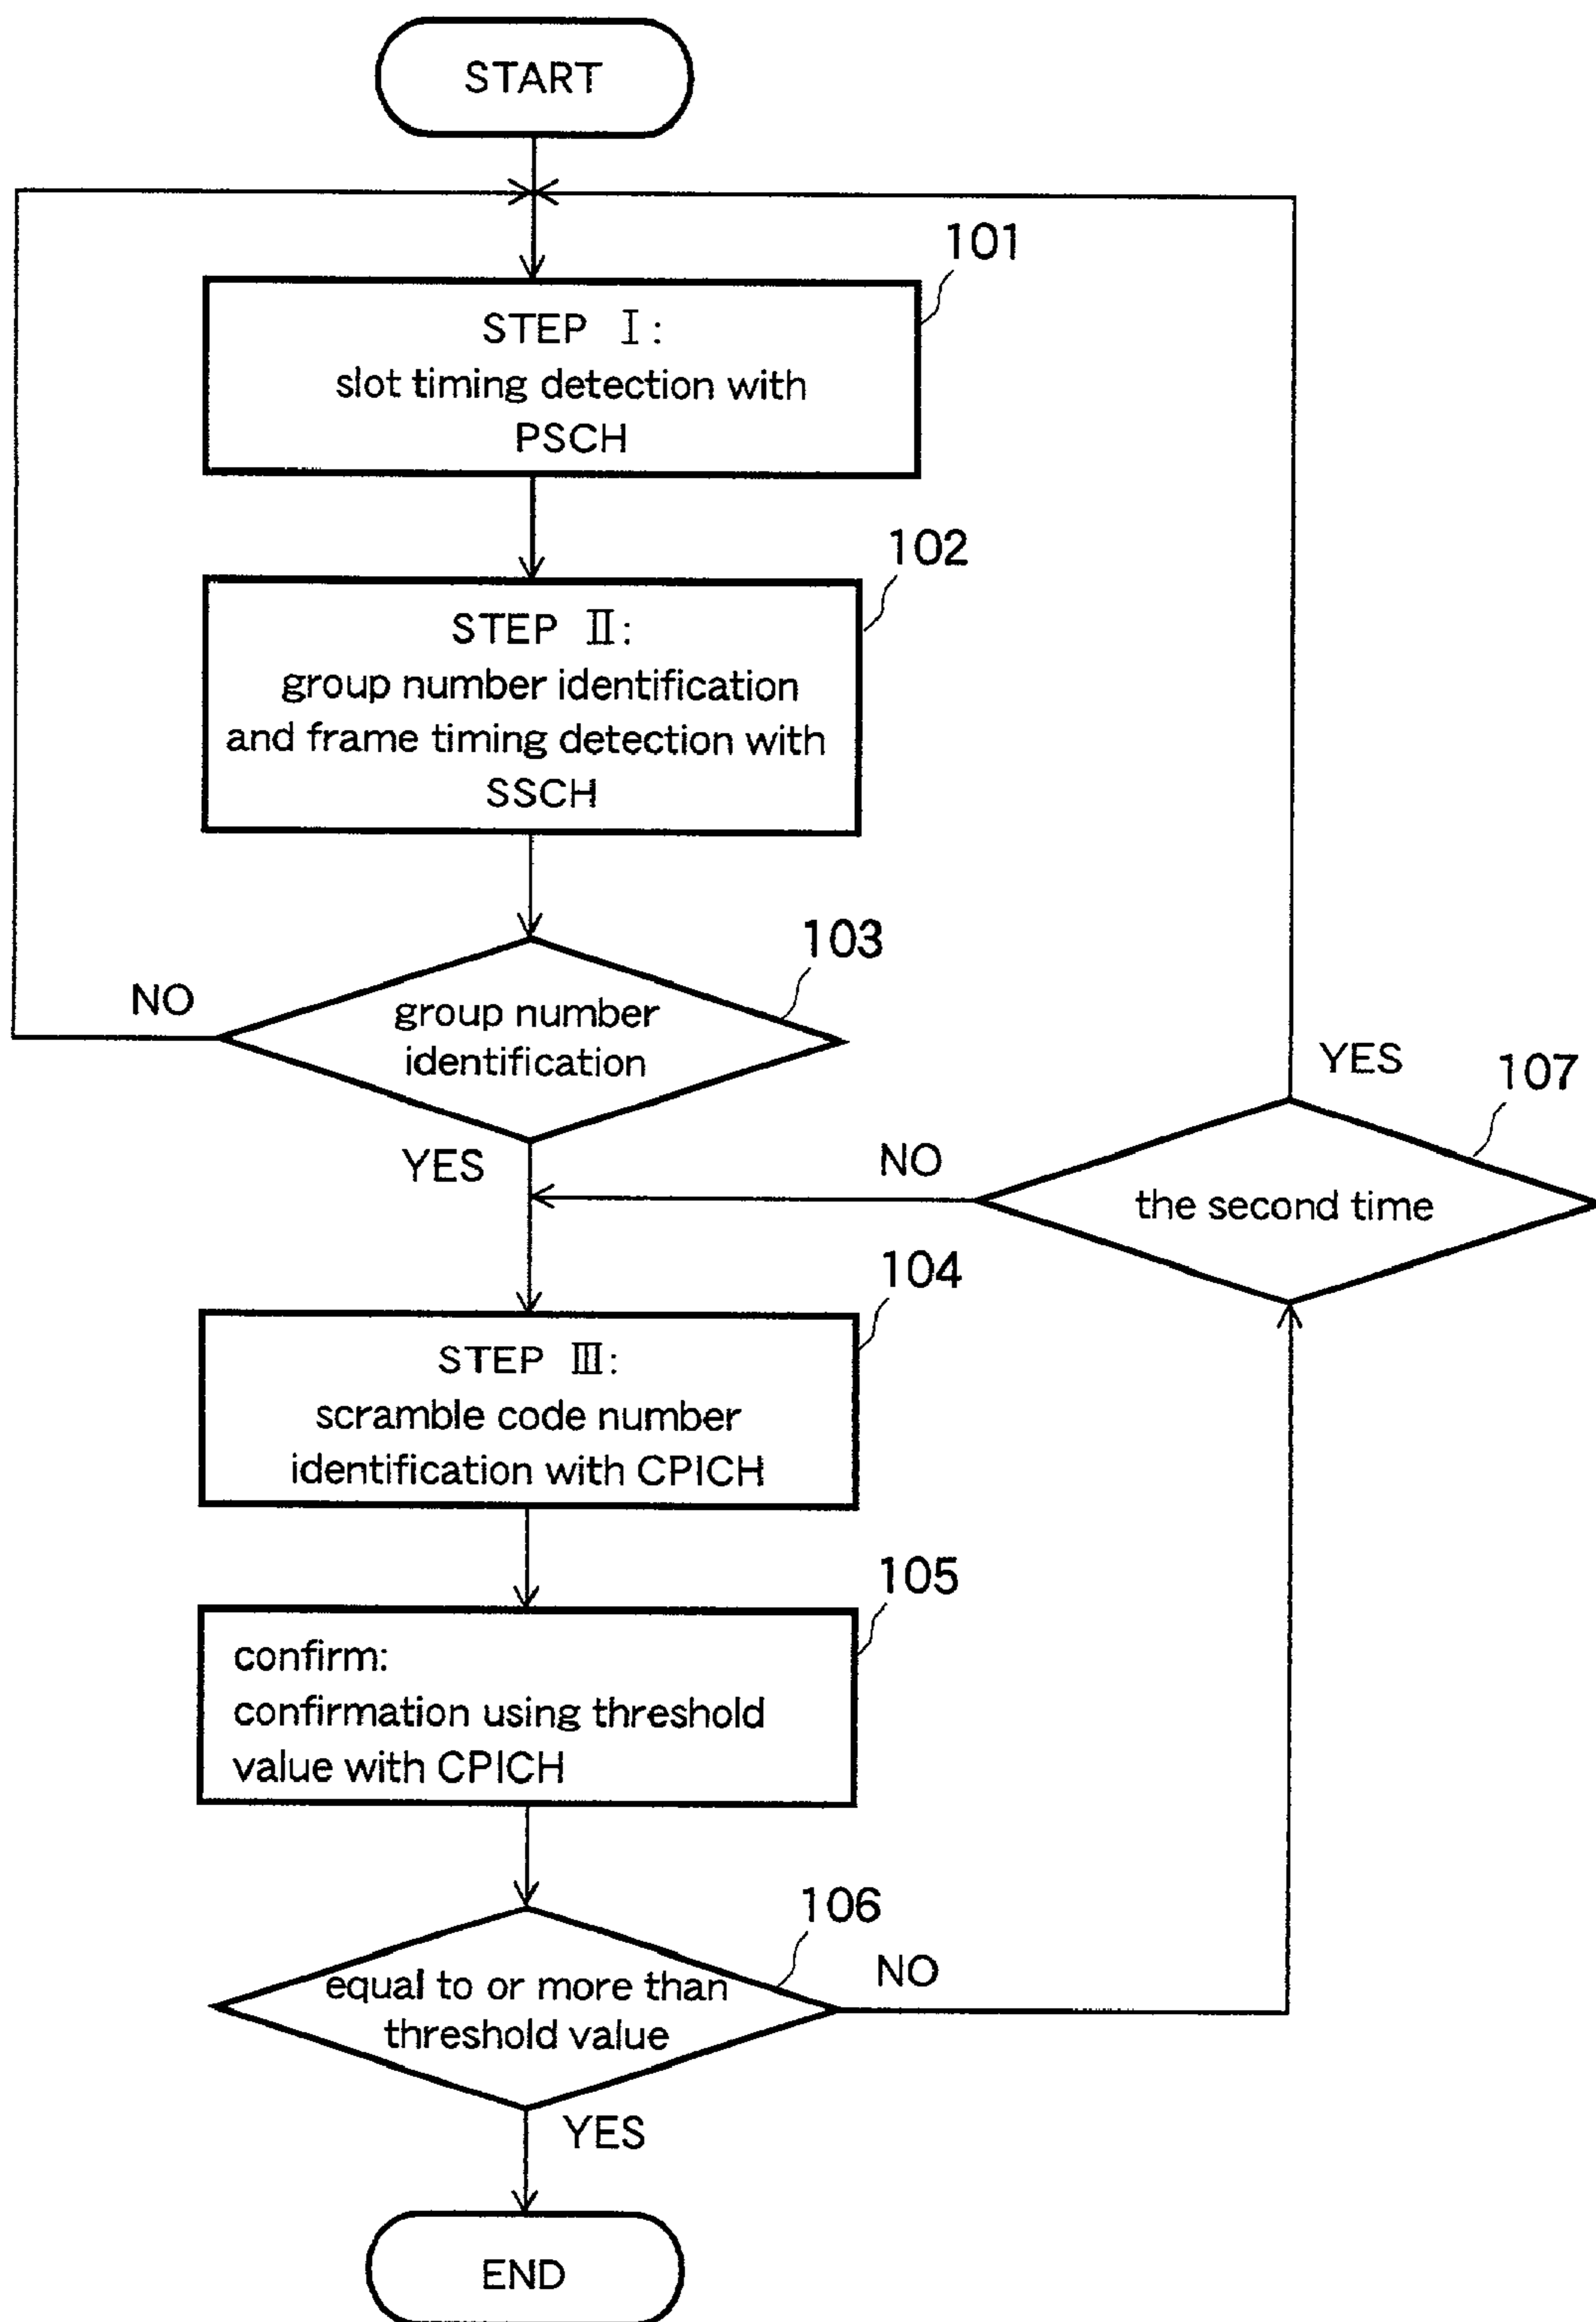 START
101
STEP Ⅰ:
slot timing detection with
PSCH
102
STEP Ⅱ:
group number identification
and frame timing detection with
SSCH
103
NO
group number
identification
YES
YES
107
NO
the second time
104
STEP Ⅲ:
scramble code number
identification with CPICH
105
confirm:
confirmation using threshold
value with CPICH
106
equal to or more than
threshold value
NO
YES
END